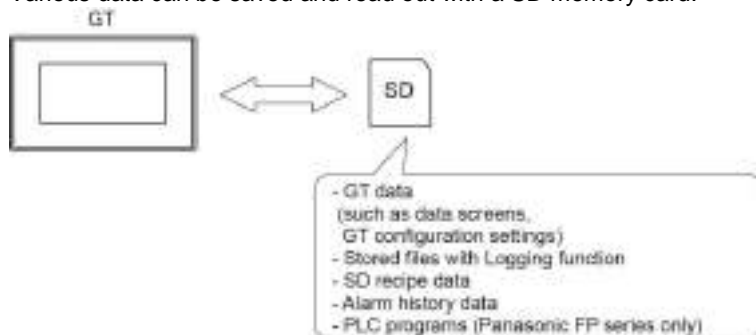 Various data can be saved and read out with a SD memory card.
GT
SD
- GT data
(such as data screens,
GT configuration settings)
- Stored files with Logging function
- SD recipe data
- Alarm history data
- PLC programs (Panasonic FP series only)